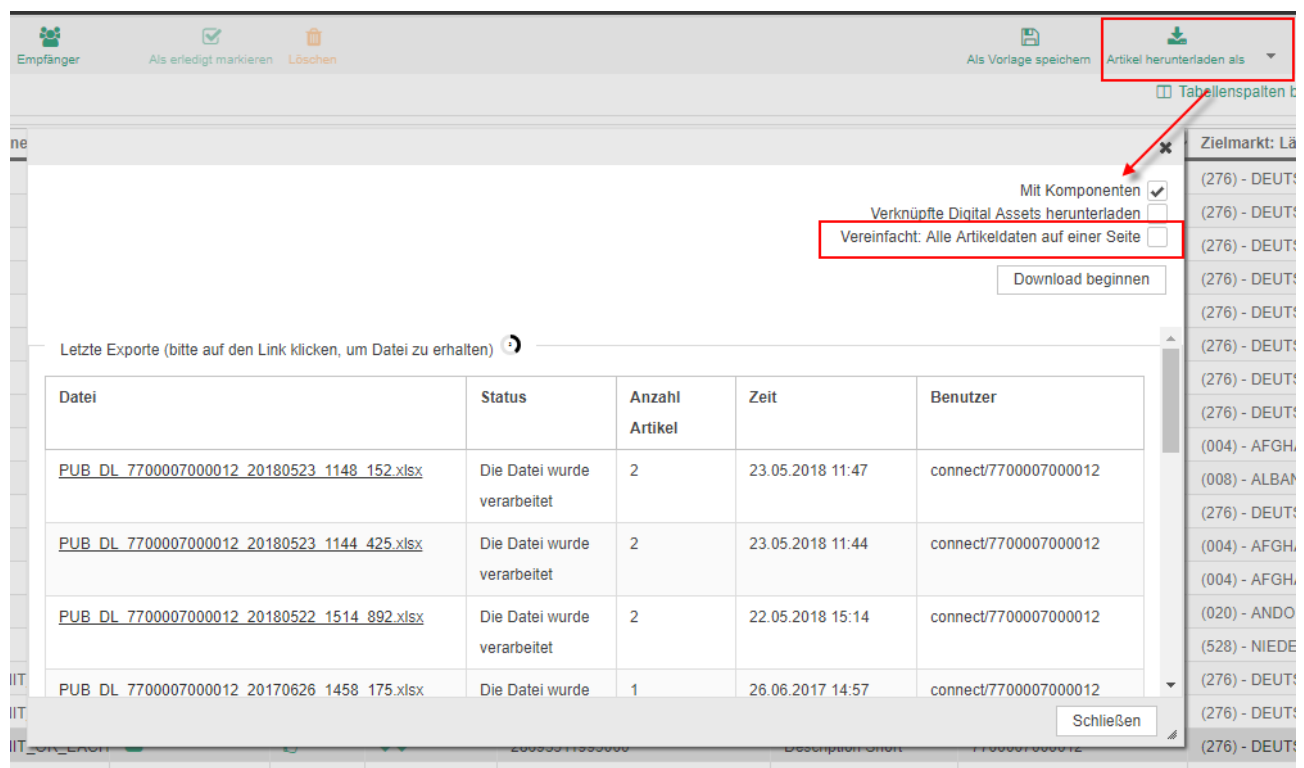 Empfänger
Als erledigt markieren
Löschen
Als Vorlage speichern
Artikel herunterladen als
Tabellenspalten b
ne
Zielmarkt: Lä
Mit Komponenten
Verknüpfte Digital Assets herunterladen
Vereinfacht: Alle Artikeldaten auf einer Seite
Download beginnen
Letzte Exporte (bitte auf den Link klicken, um Datei zu erhalten)
Datei Status Anzahl Artikel Zeit Benutzer
PUB_DL_7700007000012_20180523_1148_152.xlsx Die Datei wurde verarbeitet 2 23.05.2018 11:47 connect/7700007000012
PUB_DL_7700007000012_20180523_1144_425.xlsx Die Datei wurde verarbeitet 2 23.05.2018 11:44 connect/7700007000012
PUB_DL_7700007000012_20180522_1514_892.xlsx Die Datei wurde verarbeitet 2 22.05.2018 15:14 connect/7700007000012
PUB_DL_7700007000012_20170626_1458_175.xlsx Die Datei wurde 1 26.06.2017 14:57 connect/7700007000012
Schließen
(276) - DEUTS
(276) - DEUTS
(276) - DEUTS
(276) - DEUTS
(276) - DEUTS
(276) - DEUTS
(276) - DEUTS
(276) - DEUTS
(004) - AFGHA
(008) - ALBAN
(276) - DEUTS
(004) - AFGHA
(004) - AFGHA
(020) - ANDO
(528) - NIEDE
(276) - DEUTS
(276) - DEUTS
(276) - DEUTS